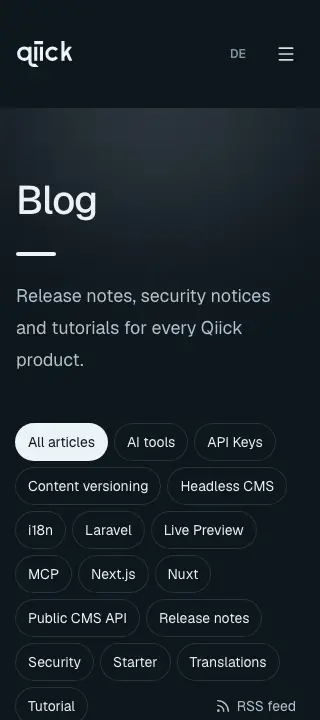 qiick
DE
Blog
Release notes, security notices
and tutorials for every Qiick
product.
All articles AI tools API Keys
Content versioning Headless CMS
i18n Laravel Live Preview
MCP Next.js Nuxt
Public CMS API Release notes
Security Starter Translations
Tutorial RSS feed